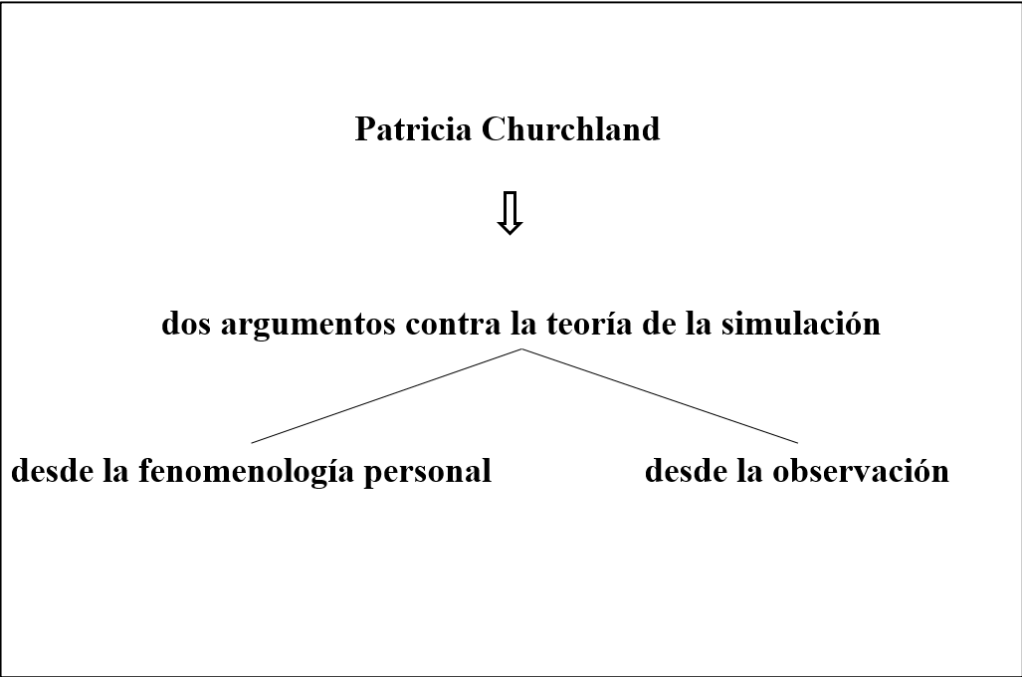 Patricia Churchland
⇩
dos argumentos contra la teoría de la simulación
desde la fenomenología personal desde la observación